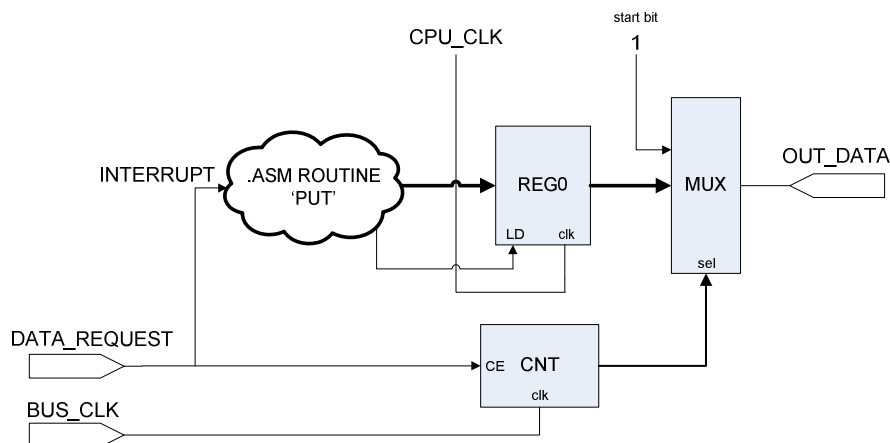 start bit
CPU_CLK
1
INTERRUPT
.ASM ROUTINE
‘PUT’
REG0
MUX
OUT_DATA
LD
clk
sel
DATA_REQUEST
CE
CNT
clk
BUS_CLK